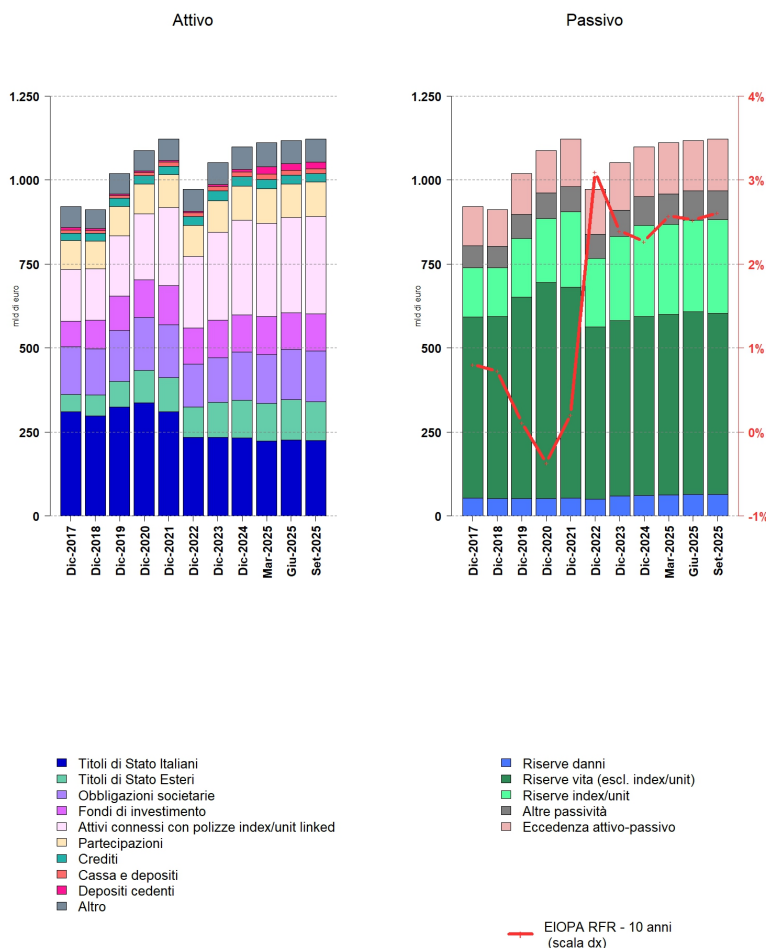 Attivo
1.250
1.000
750
500
250
0
mld di euro
Dic-2017
Dic-2018
Dic-2019
Dic-2020
Dic-2021
Dic-2022
Dic-2023
Dic-2024
Mar-2025
Giu-2025
Set-2025
Passivo
1.250
1.000
750
500
250
0
mld di euro
4%
3%
2%
1%
0%
-1%
Dic-2017
Dic-2018
Dic-2019
Dic-2020
Dic-2021
Dic-2022
Dic-2023
Dic-2024
Mar-2025
Giu-2025
Set-2025
Titoli di Stato Italiani
Titoli di Stato Esteri
Obbligazioni societarie
Fondi di investimento
Attivi connessi con polizze index/unit linked
Partecipazioni
Crediti
Cassa e depositi
Depositi cedenti
Altro
Riserve danni
Riserve vita (escl. index/unit)
Riserve index/unit
Altre passività
Eccedenza attivo-passivo
EIOPA RFR - 10 anni
(scala dx)